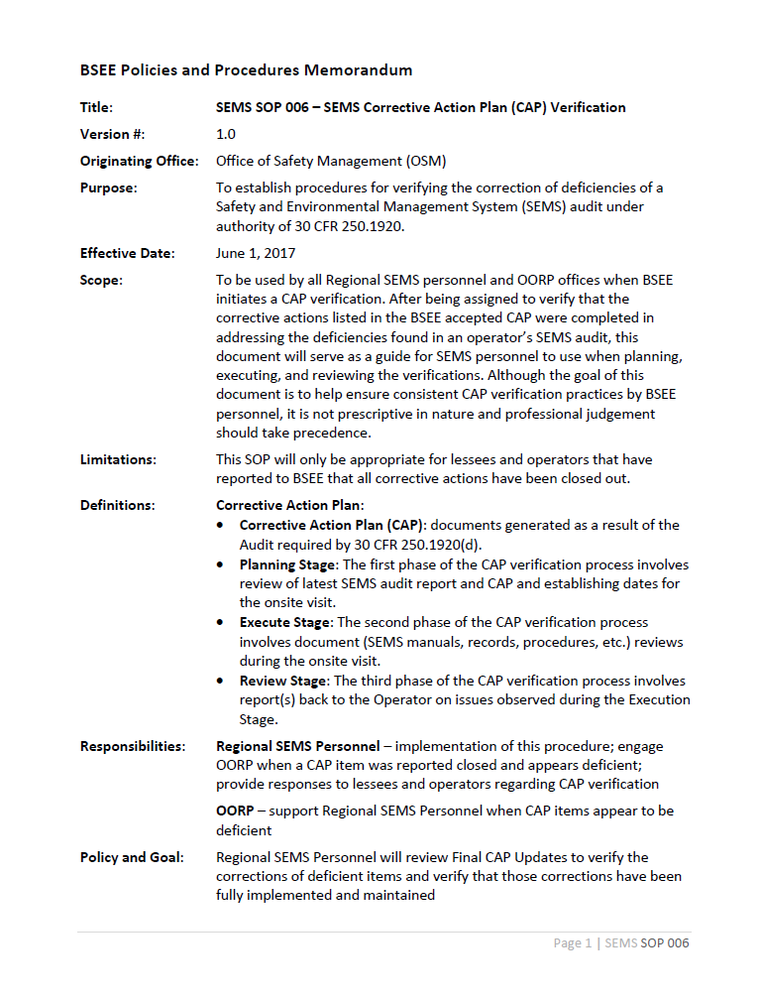 BSEE Policies and Procedures Memorandum
Title: SEMS SOP 006 – SEMS Corrective Action Plan (CAP) Verification
Version #: 1.0
Originating Office: Office of Safety Management (OSM)
Purpose: To establish procedures for verifying the correction of deficiencies of a
Safety and Environmental Management System (SEMS) audit under
authority of 30 CFR 250.1920.
Effective Date: June 1, 2017
Scope: To be used by all Regional SEMS personnel and OORP offices when BSEE
initiates a CAP verification. After being assigned to verify that the
corrective actions listed in the BSEE accepted CAP were completed in
addressing the deficiencies found in an operator's SEMS audit, this
document will serve as a guide for SEMS personnel to use when planning,
executing, and reviewing the verifications. Although the goal of this
document is to help ensure consistent CAP verification practices by BSEE
personnel, it is not prescriptive in nature and professional judgement
should take precedence.
Limitations: This SOP will only be appropriate for lessees and operators that have
reported to BSEE that all corrective actions have been closed out.
Definitions: Corrective Action Plan:
• Corrective Action Plan (CAP): documents generated as a result of the
Audit required by 30 CFR 250.1920(d).
• Planning Stage: The first phase of the CAP verification process involves
review of latest SEMS audit report and CAP and establishing dates for
the onsite visit.
• Execute Stage: The second phase of the CAP verification process
involves document (SEMS manuals, records, procedures, etc.) reviews
during the onsite visit.
• Review Stage: The third phase of the CAP verification process involves
report(s) back to the Operator on issues observed during the Execution
Stage.
Responsibilities: Regional SEMS Personnel – implementation of this procedure; engage
OORP when a CAP item was reported closed and appears deficient;
provide responses to lessees and operators regarding CAP verification
OORP – support Regional SEMS Personnel when CAP items appear to be
deficient
Policy and Goal: Regional SEMS Personnel will review Final CAP Updates to verify the
corrections of deficient items and verify that those corrections have been
fully implemented and maintained
Page 1 | SEMS SOP 006